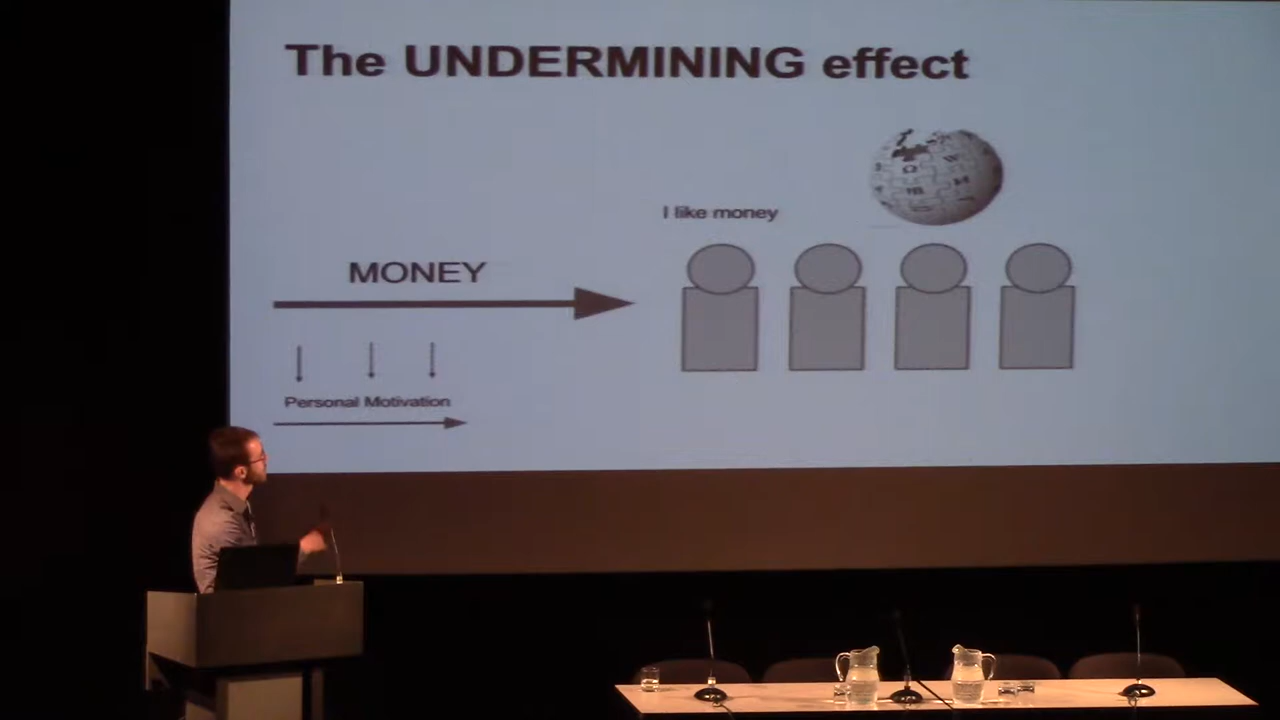 The UNDERMINING effect
I like money
MONEY
Personal Motivation